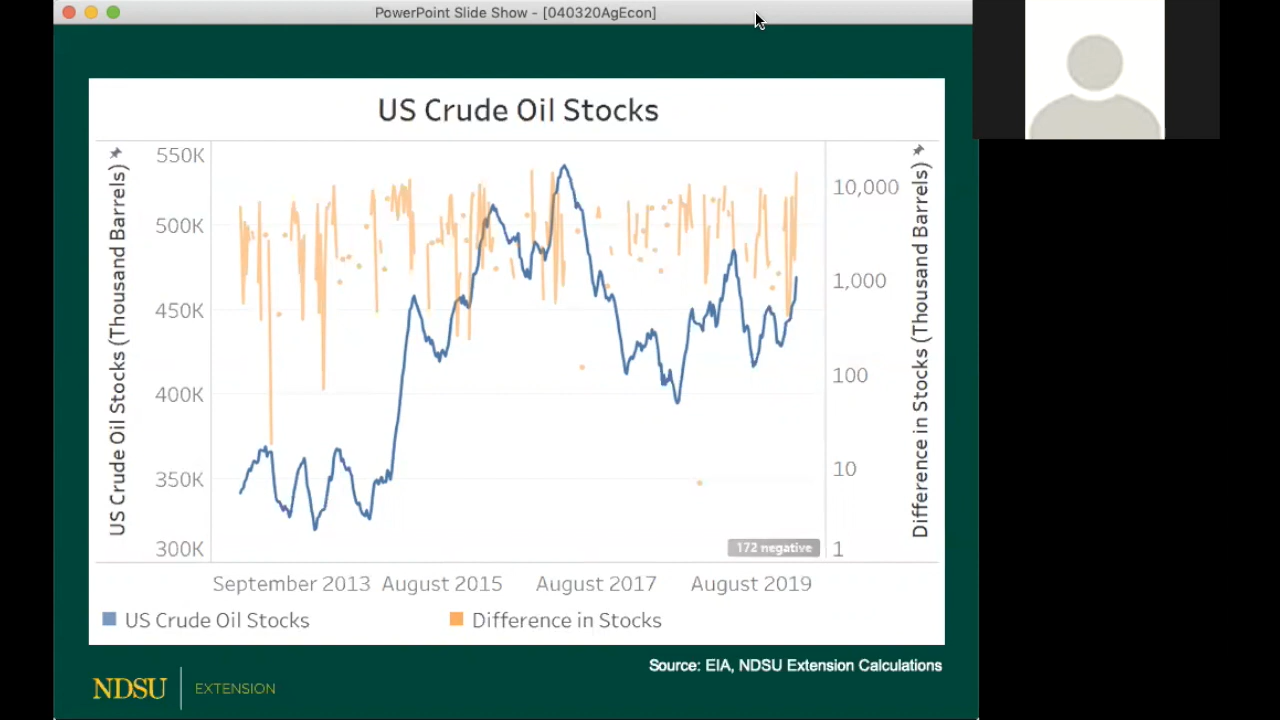 PowerPoint Slide Show - [040320AgEcon]
US Crude Oil Stocks
US Crude Oil Stocks (Thousand Barrels)
550K
500K
450K
400K
350K
300K
10,000
1,000
100
10
1
Difference in Stocks (Thousand Barrels)
172 negative
September 2013 August 2015 August 2017 August 2019
US Crude Oil Stocks Difference in Stocks
Source: EIA, NDSU Extension Calculations
NDSU EXTENSION